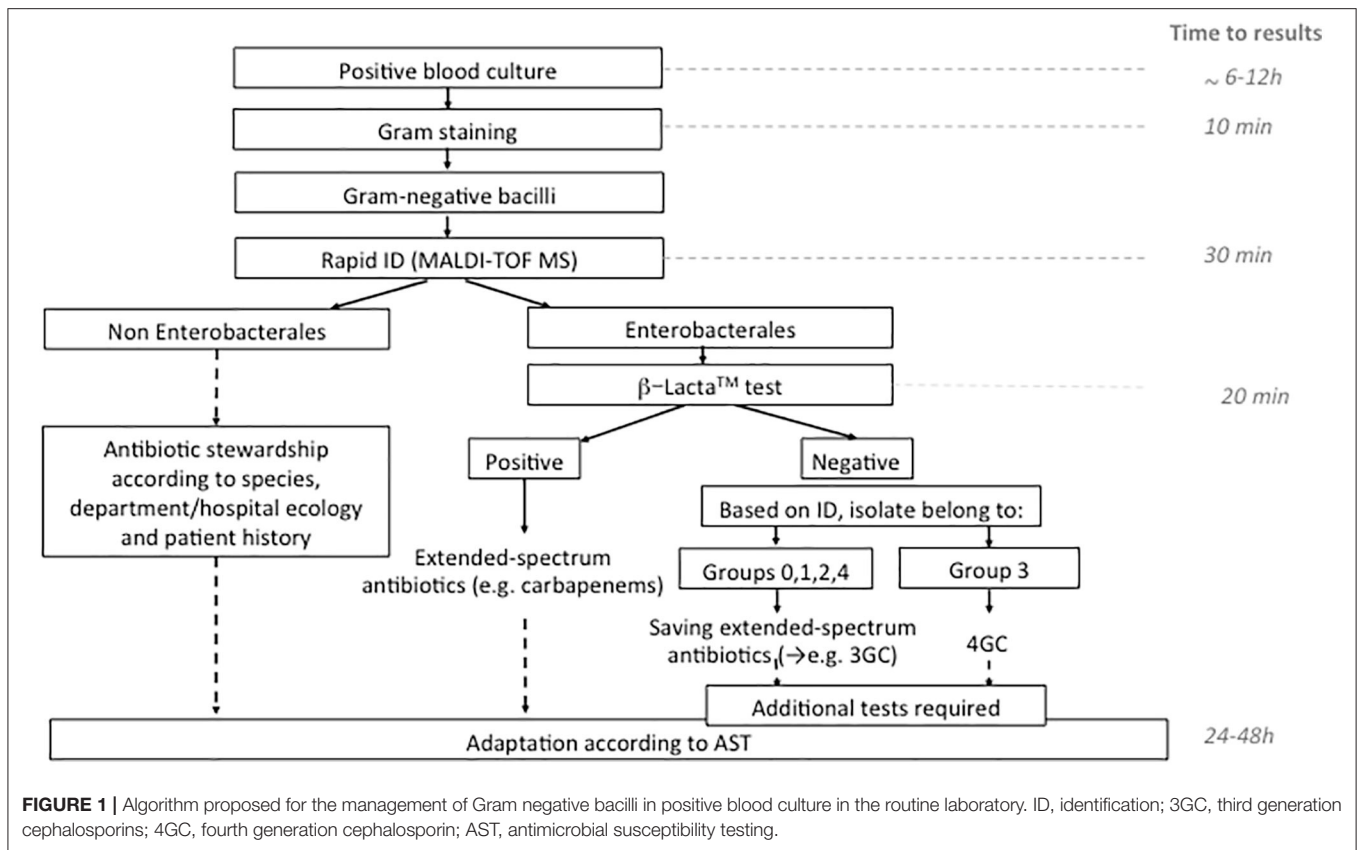 Time to results
Positive blood culture
~ 6-12h
Gram staining
10 min
Gram-negative bacilli
Rapid ID (MALDI-TOF MS)
30 min
Non Enterobacterales
Enterobacterales
β–Lacta™ test
20 min
Antibiotic stewardship
according to species,
department/hospital ecology
and patient history
Positive
Negative
Based on ID, isolate belong to:
Extended-spectrum
antibiotics (e.g. carbapenems)
Groups 0,1,2,4
Group 3
Saving extended-spectrum
antibiotics (→e.g. 3GC)
4GC
Additional tests required
Adaptation according to AST
24-48h
FIGURE 1 | Algorithm proposed for the management of Gram negative bacilli in positive blood culture in the routine laboratory. ID, identification; 3GC, third generation
cephalosporins; 4GC, fourth generation cephalosporin; AST, antimicrobial susceptibility testing.